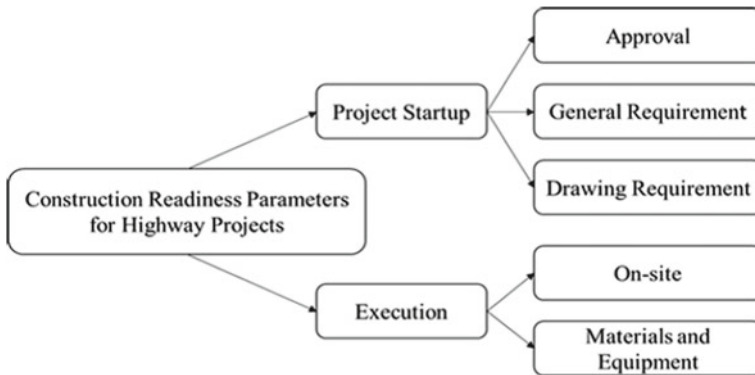 Construction Readiness Parameters
for Highway Projects
Project Startup
Approval
General Requirement
Drawing Requirement
Execution
On-site
Materials and
Equipment